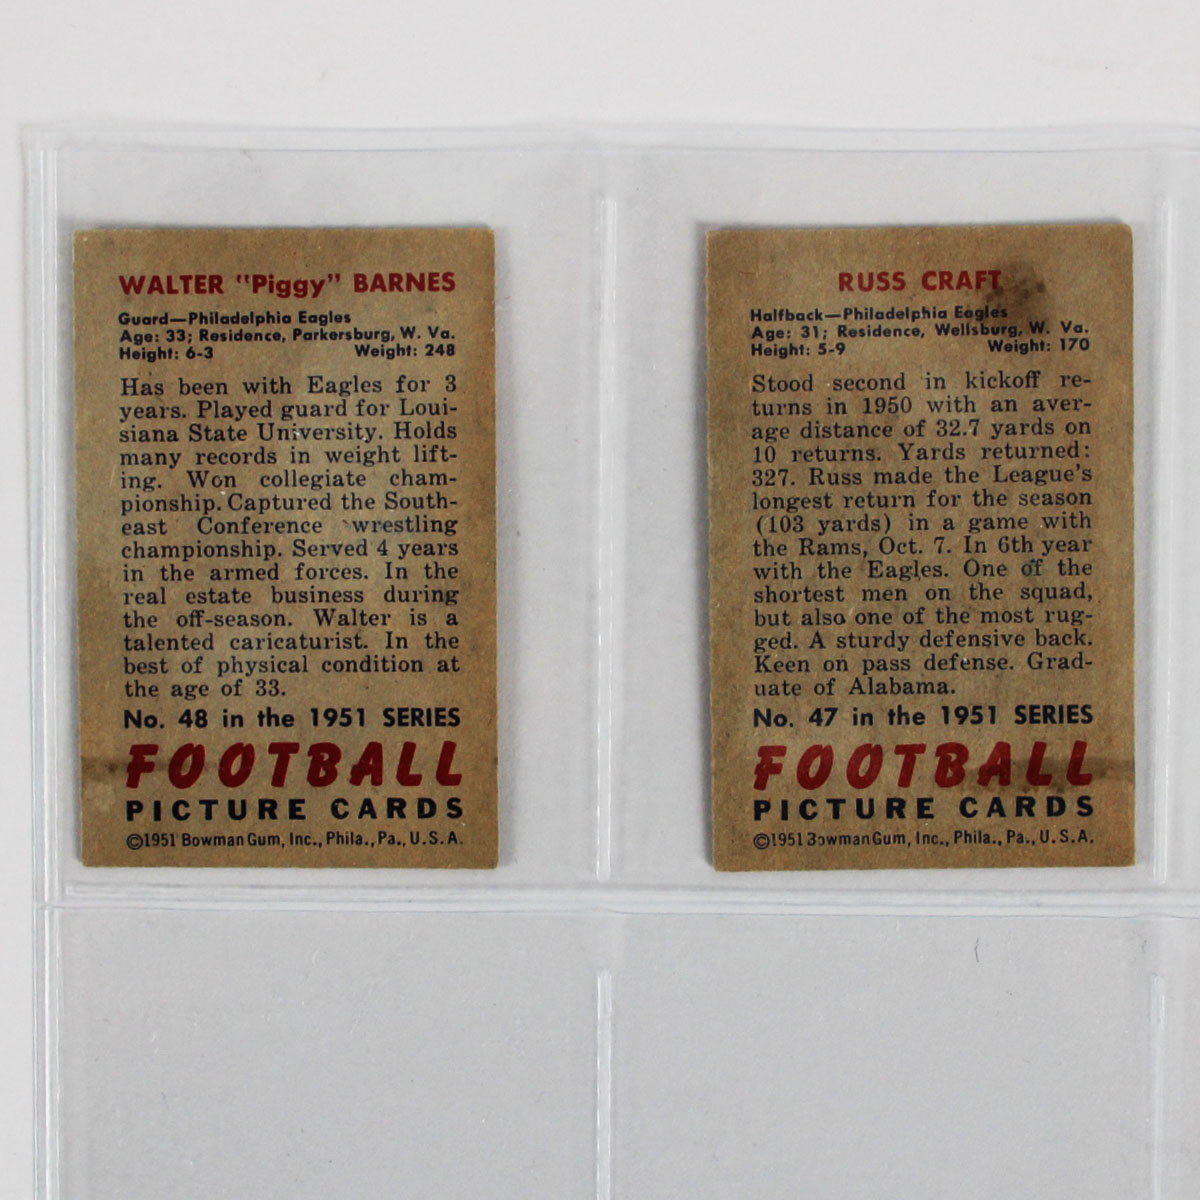 WALTER "Piggy" BARNES
Guard—Philadelphia Eagles
Age: 33; Residence, Parkersburg, W. Va.
Height: 6-3 Weight: 248
Has been with Eagles for 3
years. Played guard for Loui-
siana State University. Holds
many records in weight lift-
ing. Won collegiate cham-
pionship. Captured the South-
east Conference wrestling
championship. Served 4 years
in the armed forces. In the
real estate business during
the off-season. Walter is a
talented caricaturist. In the
best of physical condition at
the age of 33.
No. 48 in the 1951 SERIES
FOOTBALL
PICTURE CARDS
©1951 Bowman Gum, Inc., Phila., Pa., U.S.A.
RUSS CRAFT
Halfback—Philadelphia Eagles
Age: 31; Residence, Wellsburg, W. Va.
Height: 5-9 Weight: 170
Stood second in kickoff re-
turns in 1950 with an aver-
age distance of 32.7 yards on
10 returns. Yards returned:
327. Russ made the League's
longest return for the season
(103 yards) in a game with
the Rams, Oct. 7. In 6th year
with the Eagles. One of the
shortest men on the squad,
but also one of the most rug-
ged. A sturdy defensive back.
Keen on pass defense. Grad-
uate of Alabama.
No. 47 in the 1951 SERIES
FOOTBALL
PICTURE CARDS
©1951 Bowman Gum, Inc., Phila., Pa., U.S.A.